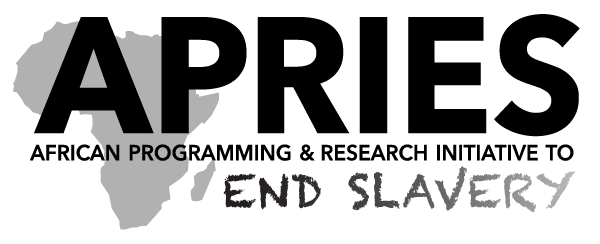 APRIES
AFRICAN PROGRAMMING & RESEARCH INITIATIVE TO
END SLAVERY